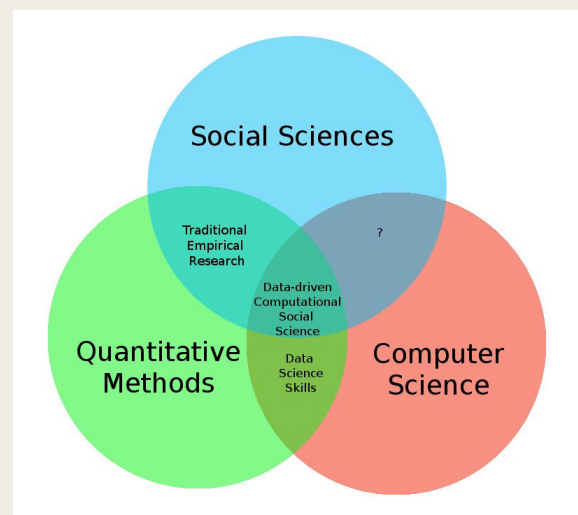 Social Sciences
Traditional
Empirical
Research
?
Data-driven
Computational
Social
Science
Quantitative
Methods
Data
Science
Skills
Computer
Science